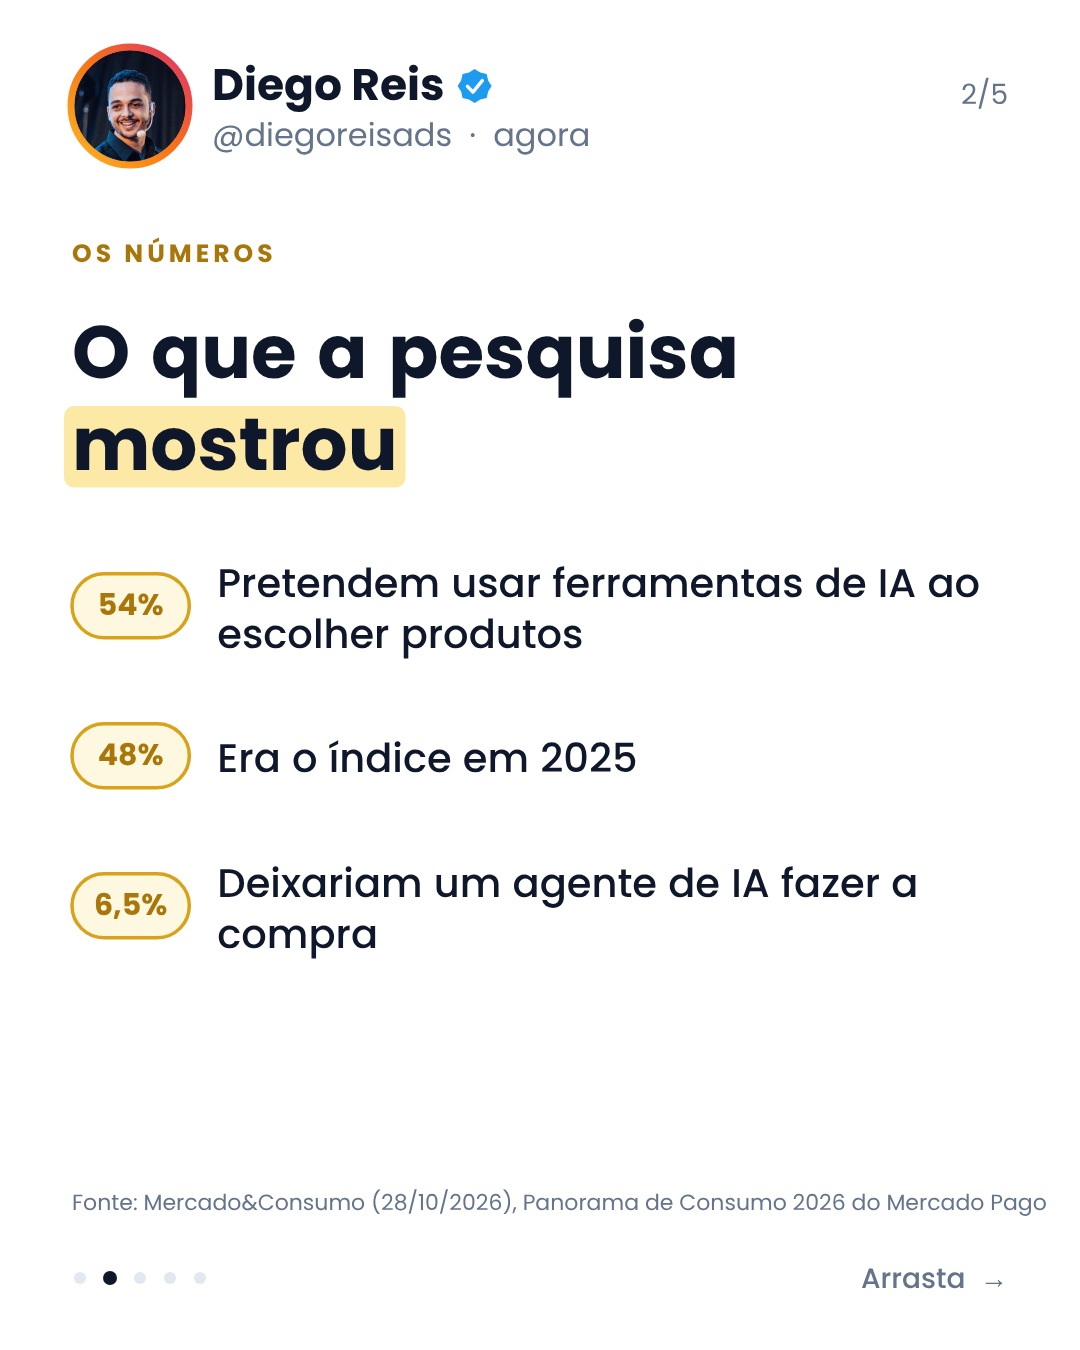 Diego Reis
@diegoreisads · agora
2/5
OS NÚMEROS
O que a pesquisa
mostrou
54%
Pretendem usar ferramentas de IA ao
escolher produtos
48%
Era o índice em 2025
6,5%
Deixariam um agente de IA fazer a
compra
Fonte: Mercado&Consumo (28/10/2026), Panorama de Consumo 2026 do Mercado Pago
Arrasta →